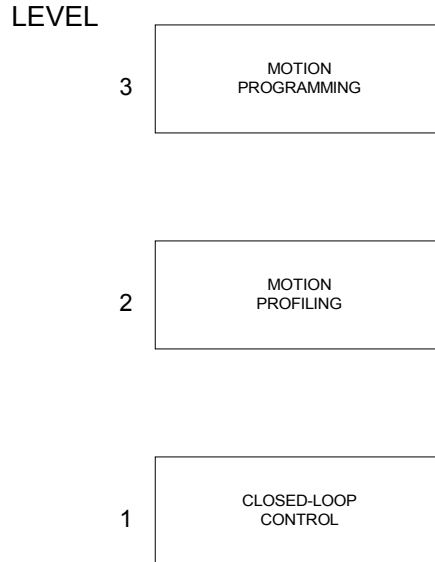 LEVEL
3
MOTION
PROGRAMMING
2
MOTION
PROFILING
1
CLOSED-LOOP
CONTROL